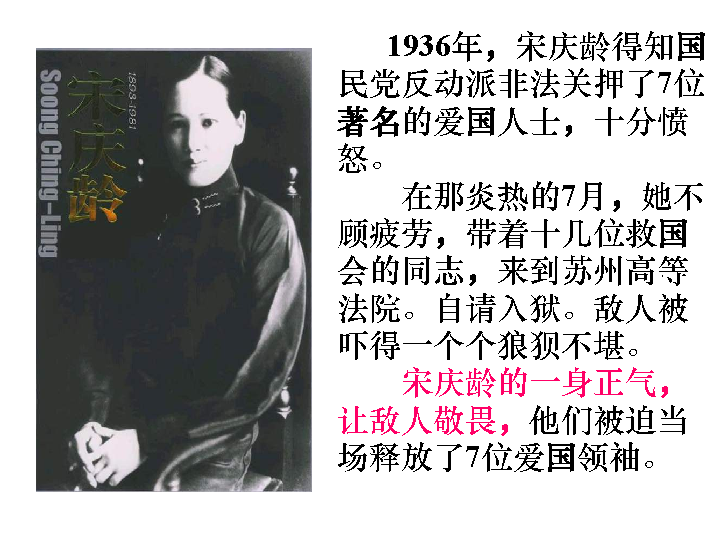 宋庆龄
1893-1981
Soong Ching-Ling
1936年，宋庆龄得知国
民党反动派非法关押了7位
著名的爱国人士，十分愤
怒。
在那炎热的7月，她不
顾疲劳，带着十几位救国
会的同志，来到苏州高等
法院。自请入狱。敌人被
吓得一个个狼狈不堪。
宋庆龄的一身正气，
让敌人敬畏，他们被迫当
场释放了7位爱国领袖。